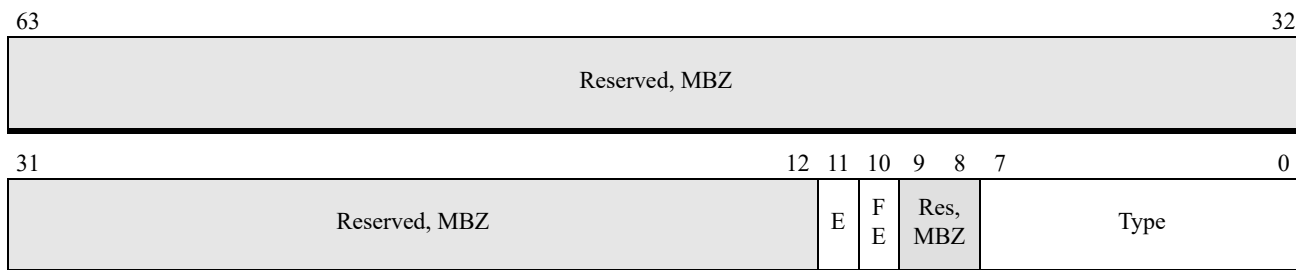 63 32
Reserved, MBZ
31 12 11 10 9 8 7 0
Reserved, MBZ E F E Res, MBZ Type